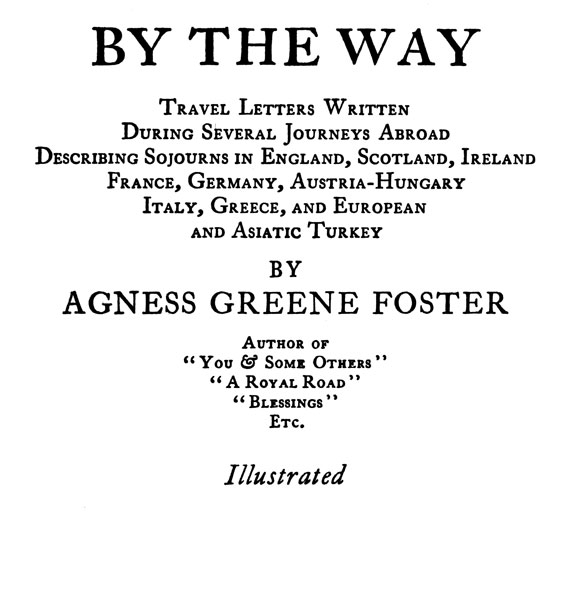 BY THE WAY
Travel Letters Written
During Several Journeys Abroad
Describing Sojourns in England, Scotland, Ireland
France, Germany, Austria-Hungary
Italy, Greece, and European
and Asiatic Turkey
BY
AGNESS GREENE FOSTER
Author of
“You & Some Others”
“A Royal Road”
“Blessings”
Etc.
Illustrated